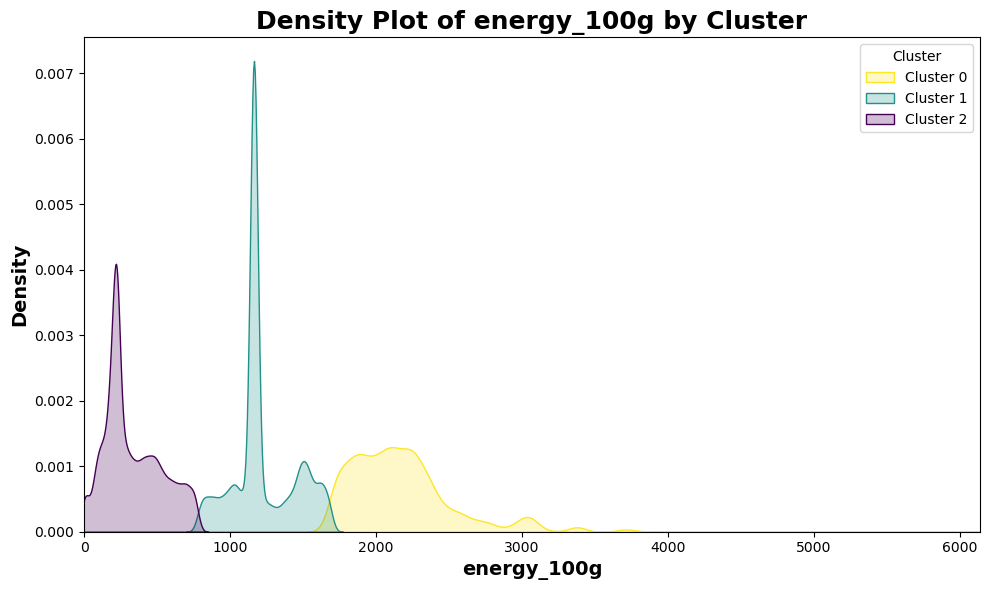 Density Plot of energy_100g by Cluster
Cluster
Cluster 0
Cluster 1
Cluster 2
Density
0.007
0.006
0.005
0.004
0.003
0.002
0.001
0.000
0 1000 2000 3000 4000 5000 6000
energy_100g